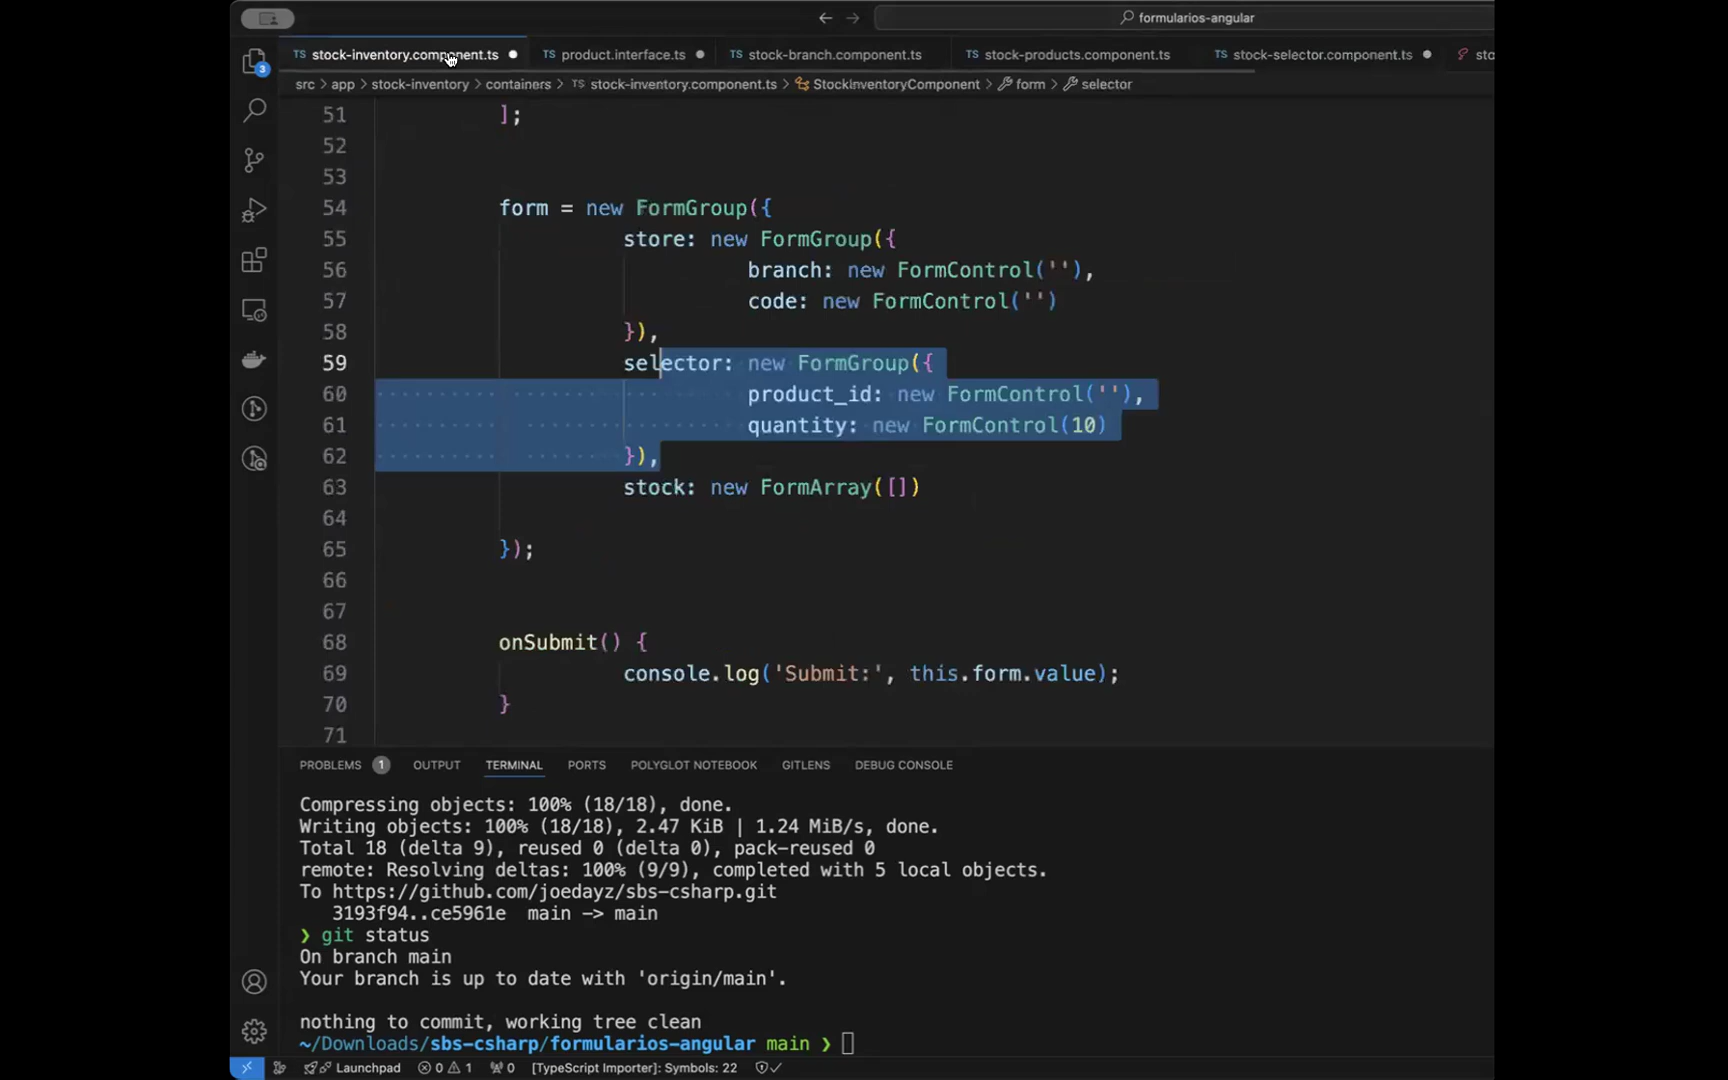 formularios-angular
TS stock-inventory.component.ts TS product.interface.ts TS stock-branch.component.ts TS stock-products.component.ts TS stock-selector.component.ts
src > app > stock-inventory > containers > TS stock-inventory.component.ts > StockInventoryComponent > form > selector
3
51 ];
52
53
54 form = new FormGroup({
55 store: new FormGroup({
56 branch: new FormControl(''),
57 code: new FormControl('')
58 }),
59 selector: new FormGroup({
60 product_id: new FormControl(''),
61 quantity: new FormControl(10)
62 }),
63 stock: new FormArray([])
64
65 });
66
67
68 onSubmit() {
69 console.log('Submit:', this.form.value);
70 }
71
PROBLEMS 1 OUTPUT TERMINAL PORTS POLYGLOT NOTEBOOK GITLENS DEBUG CONSOLE
Compressing objects: 100% (18/18), done.
Writing objects: 100% (18/18), 2.47 KiB | 1.24 MiB/s, done.
Total 18 (delta 9), reused 0 (delta 0), pack-reused 0
remote: Resolving deltas: 100% (9/9), completed with 5 local objects.
To https://github.com/joedayz/sbs-csharp.git
3193f94..ce5961e main -> main
❯ git status
On branch main
Your branch is up to date with 'origin/main'.
nothing to commit, working tree clean
~/Downloads/sbs-csharp/formularios-angular main ❯
Launchpad 0 1 0 [TypeScript Importer]: Symbols: 22